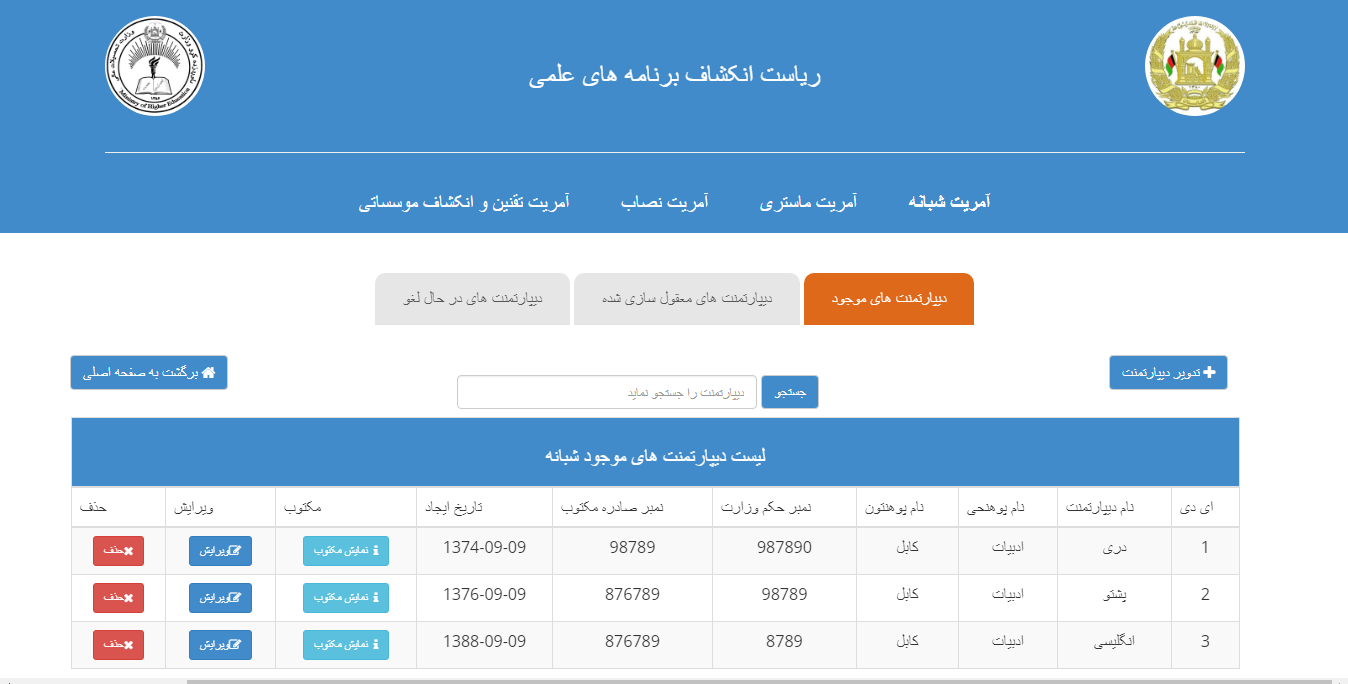 ریاست انکشاف برنامه های علمی
Ministry of Higher Education
آمریت شبانه
آمریت ماستری
آمریت نصاب
آمریت تقنین و انکشاف موسساتی
دیپارتمنت های موجود
دیپارتمنت های معقول سازی شده
دیپارتمنت های در حال لغو
تدویر دیپارتمنت
برگشت به صفحه اصلی
جستجو
دیپارتمنت را جستجو نماید
لیست دیپارتمنت های موجود شبانه
ای دی نام دیپارتمنت نام پوهنحی نام پوهنتون نمبر حکم وزارت نمبر صادره مکتوب تاریخ ایجاد مکتوب ویرایش حذف
1 دری ادبیات کابل 987890 98789 1374-09-09 نمایش مکتوب ویرایش حذف
2 پشتو ادبیات کابل 98789 876789 1376-09-09 نمایش مکتوب ویرایش حذف
3 انگلیسی ادبیات کابل 8789 876789 1388-09-09 نمایش مکتوب ویرایش حذف